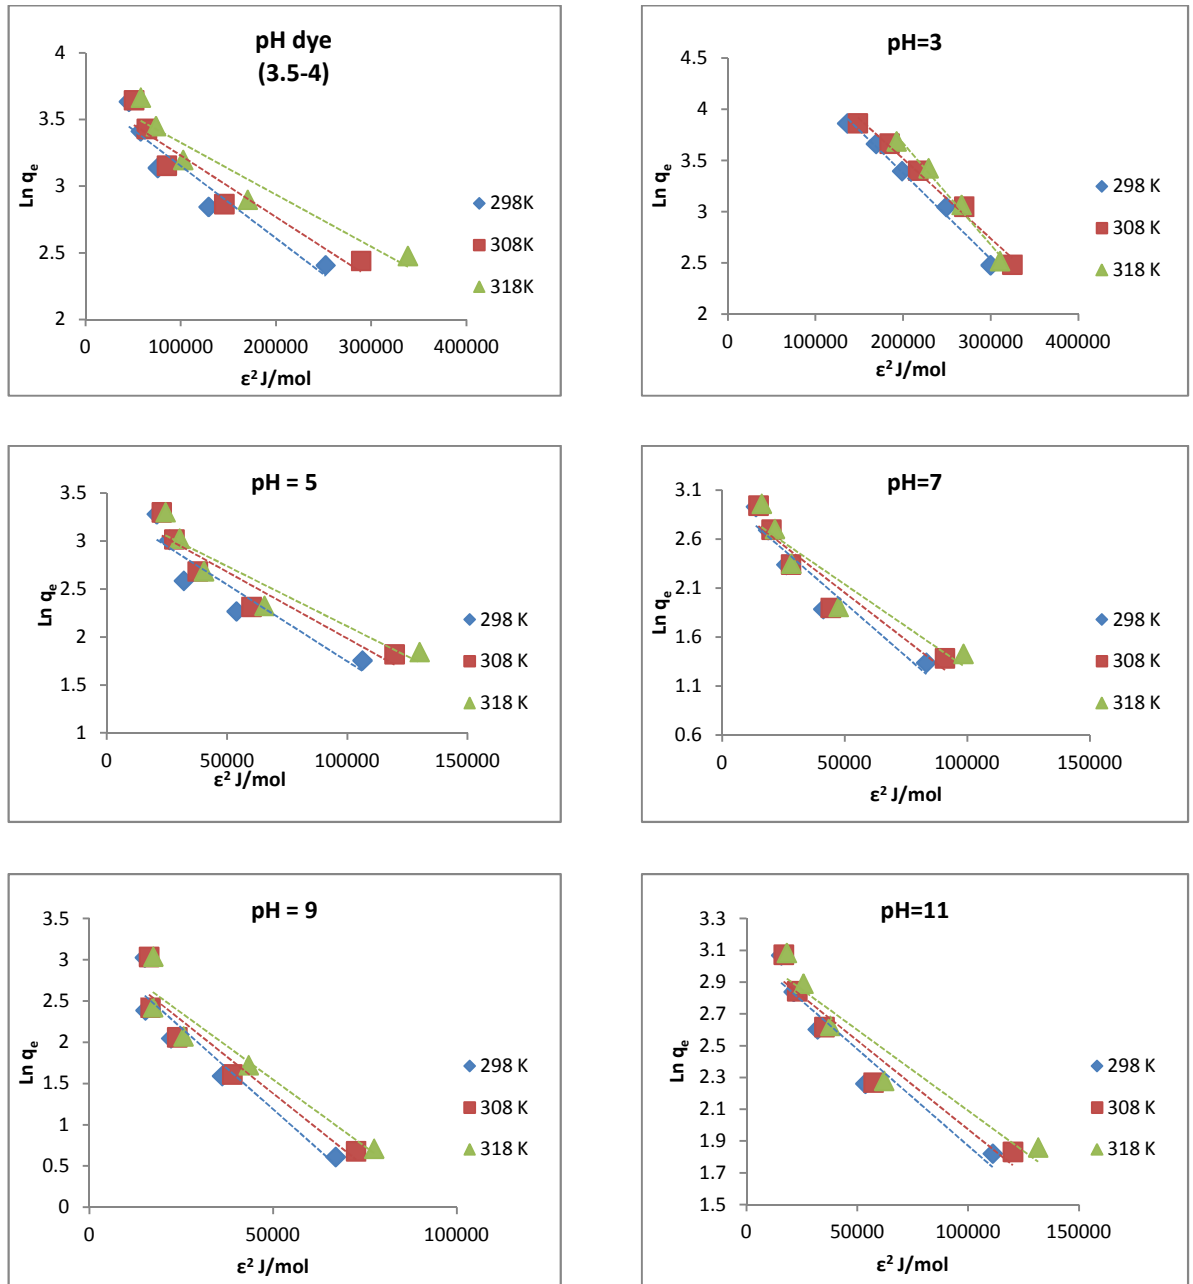 pH dye
(3.5-4)
4
3.5
3
2.5
2
Ln qe
0
100000
200000
300000
400000
ε² J/mol
298K
308K
318K
pH=3
4.5
4
3.5
3
2.5
2
Ln qe
0
100000
200000
300000
400000
ε² J/mol
298 K
308 K
318 K
pH = 5
3.5
3
2.5
2
1.5
1
Ln qe
0
50000
100000
150000
ε² J/mol
298 K
308 K
318 K
pH=7
3.1
2.6
2.1
1.6
1.1
0.6
Ln qe
0
50000
100000
150000
ε² J/mol
298 K
308 K
318 K
pH = 9
3.5
3
2.5
2
1.5
1
0.5
0
Ln qe
0
50000
100000
ε² J/mol
298 K
308 K
318 K
pH=11
3.3
3.1
2.9
2.7
2.5
2.3
2.1
1.9
1.7
1.5
Ln qe
0
50000
100000
150000
ε² J/mol
298 K
308 K
318 K